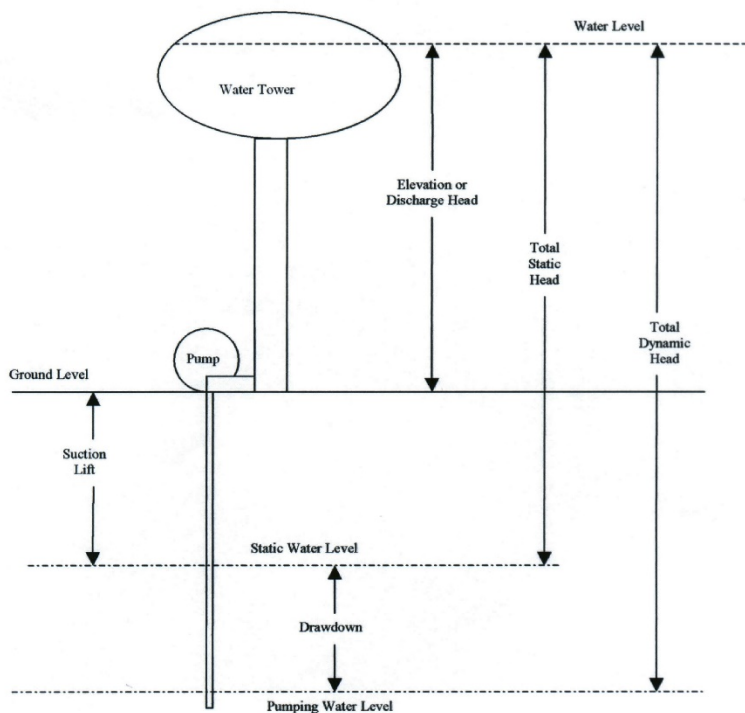 Water Level
Water Tower
Elevation or
Discharge Head
Total
Static
Head
Total
Dynamic
Head
Pump
Ground Level
Suction
Lift
Static Water Level
Drawdown
Pumping Water Level